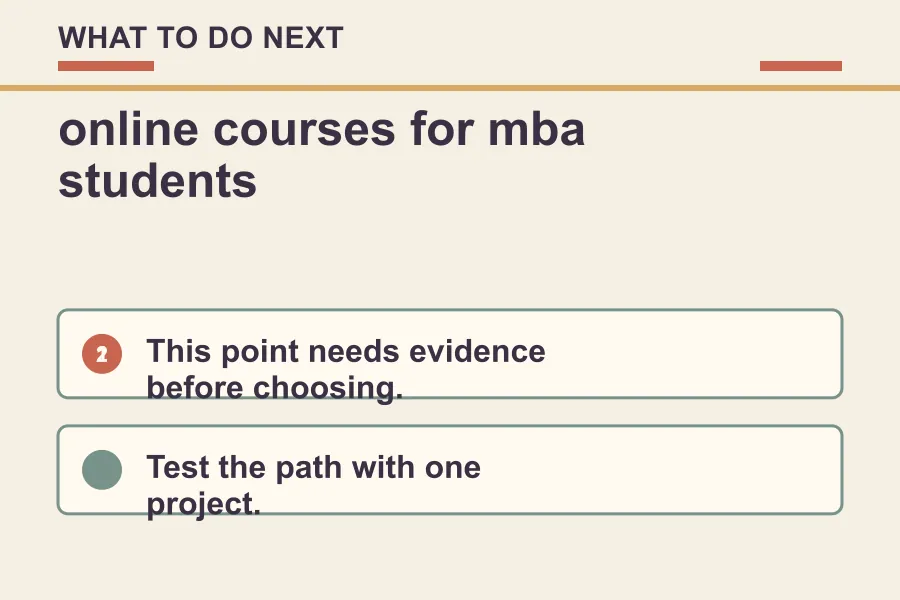 WHAT TO DO NEXT
online courses for mba
students
2
This point needs evidence
before choosing.
Test the path with one
project.